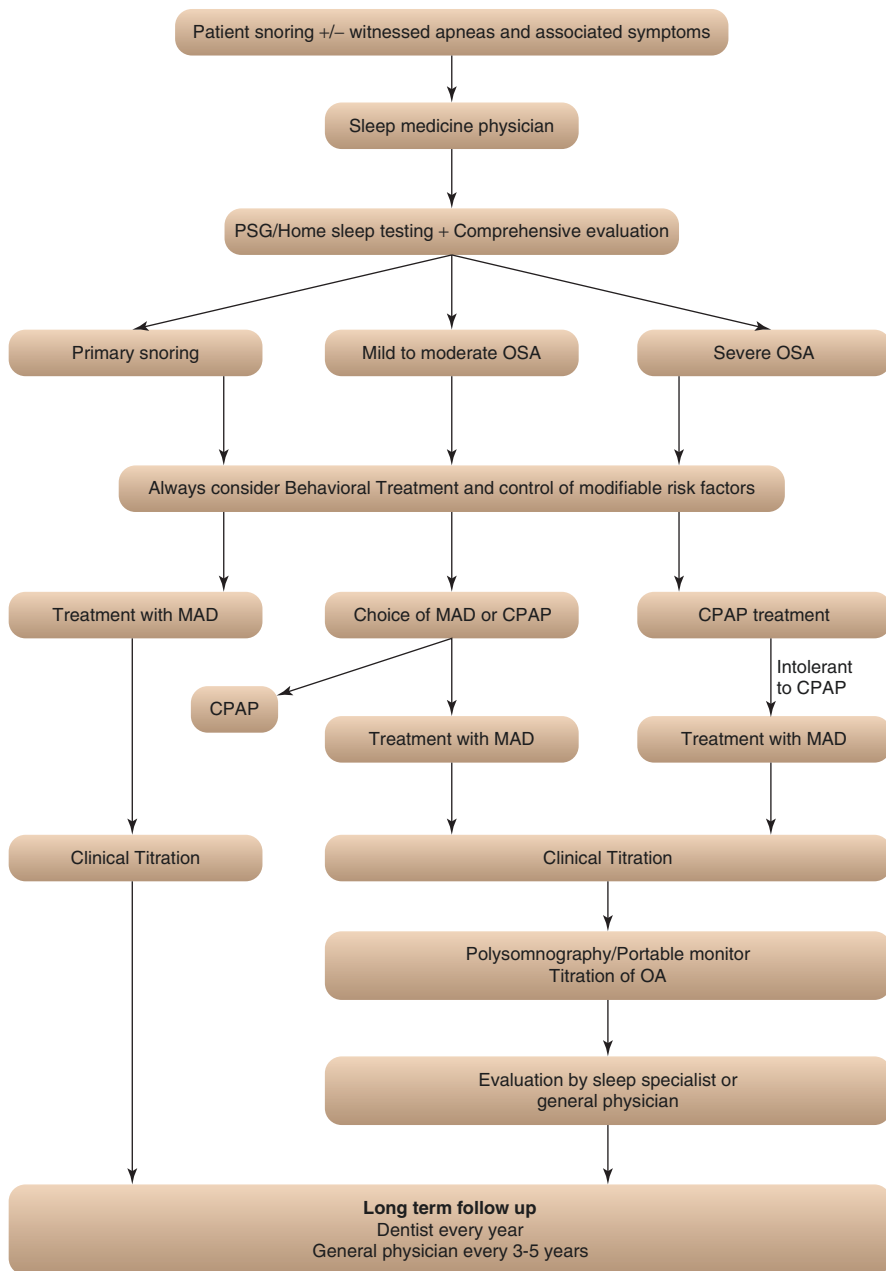 Patient snoring +/− witnessed apneas and associated symptoms
Sleep medicine physician
PSG/Home sleep testing + Comprehensive evaluation
Primary snoring
Mild to moderate OSA
Severe OSA
Always consider Behavioral Treatment and control of modifiable risk factors
Treatment with MAD
Choice of MAD or CPAP
CPAP treatment
Intolerant
to CPAP
CPAP
Treatment with MAD
Treatment with MAD
Clinical Titration
Clinical Titration
Polysomnography/Portable monitor
Titration of OA
Evaluation by sleep specialist or
general physician
Long term follow up
Dentist every year
General physician every 3-5 years